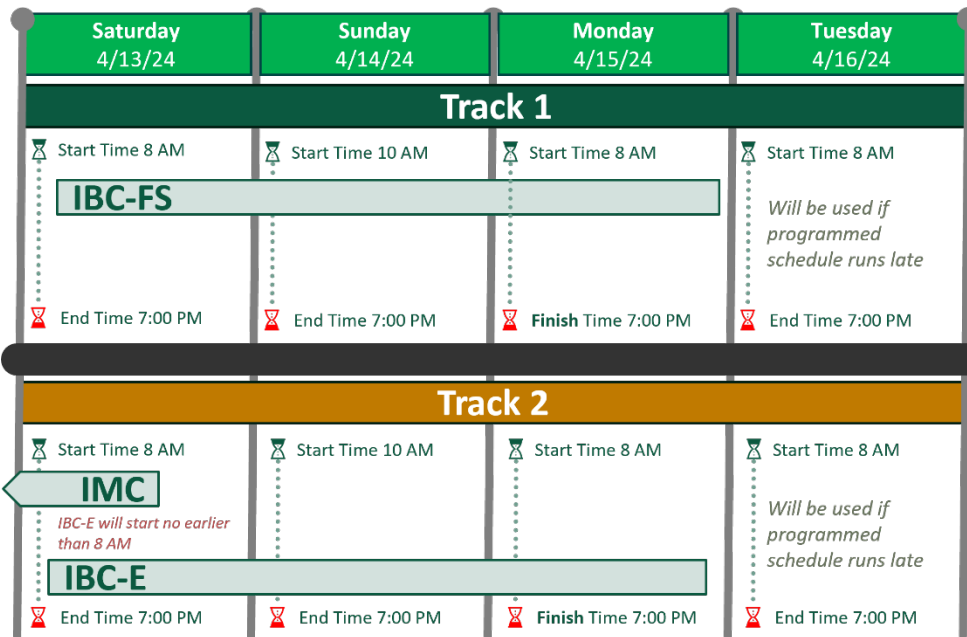 Saturday
4/13/24
Sunday
4/14/24
Monday
4/15/24
Tuesday
4/16/24
Track 1
Start Time 8 AM
Start Time 10 AM
Start Time 8 AM
Start Time 8 AM
IBC-FS
Will be used if
programmed
schedule runs late
End Time 7:00 PM
End Time 7:00 PM
Finish Time 7:00 PM
End Time 7:00 PM
Track 2
Start Time 8 AM
Start Time 10 AM
Start Time 8 AM
Start Time 8 AM
IMC
IBC-E will start no earlier
than 8 AM
Will be used if
programmed
schedule runs late
IBC-E
End Time 7:00 PM
End Time 7:00 PM
Finish Time 7:00 PM
End Time 7:00 PM